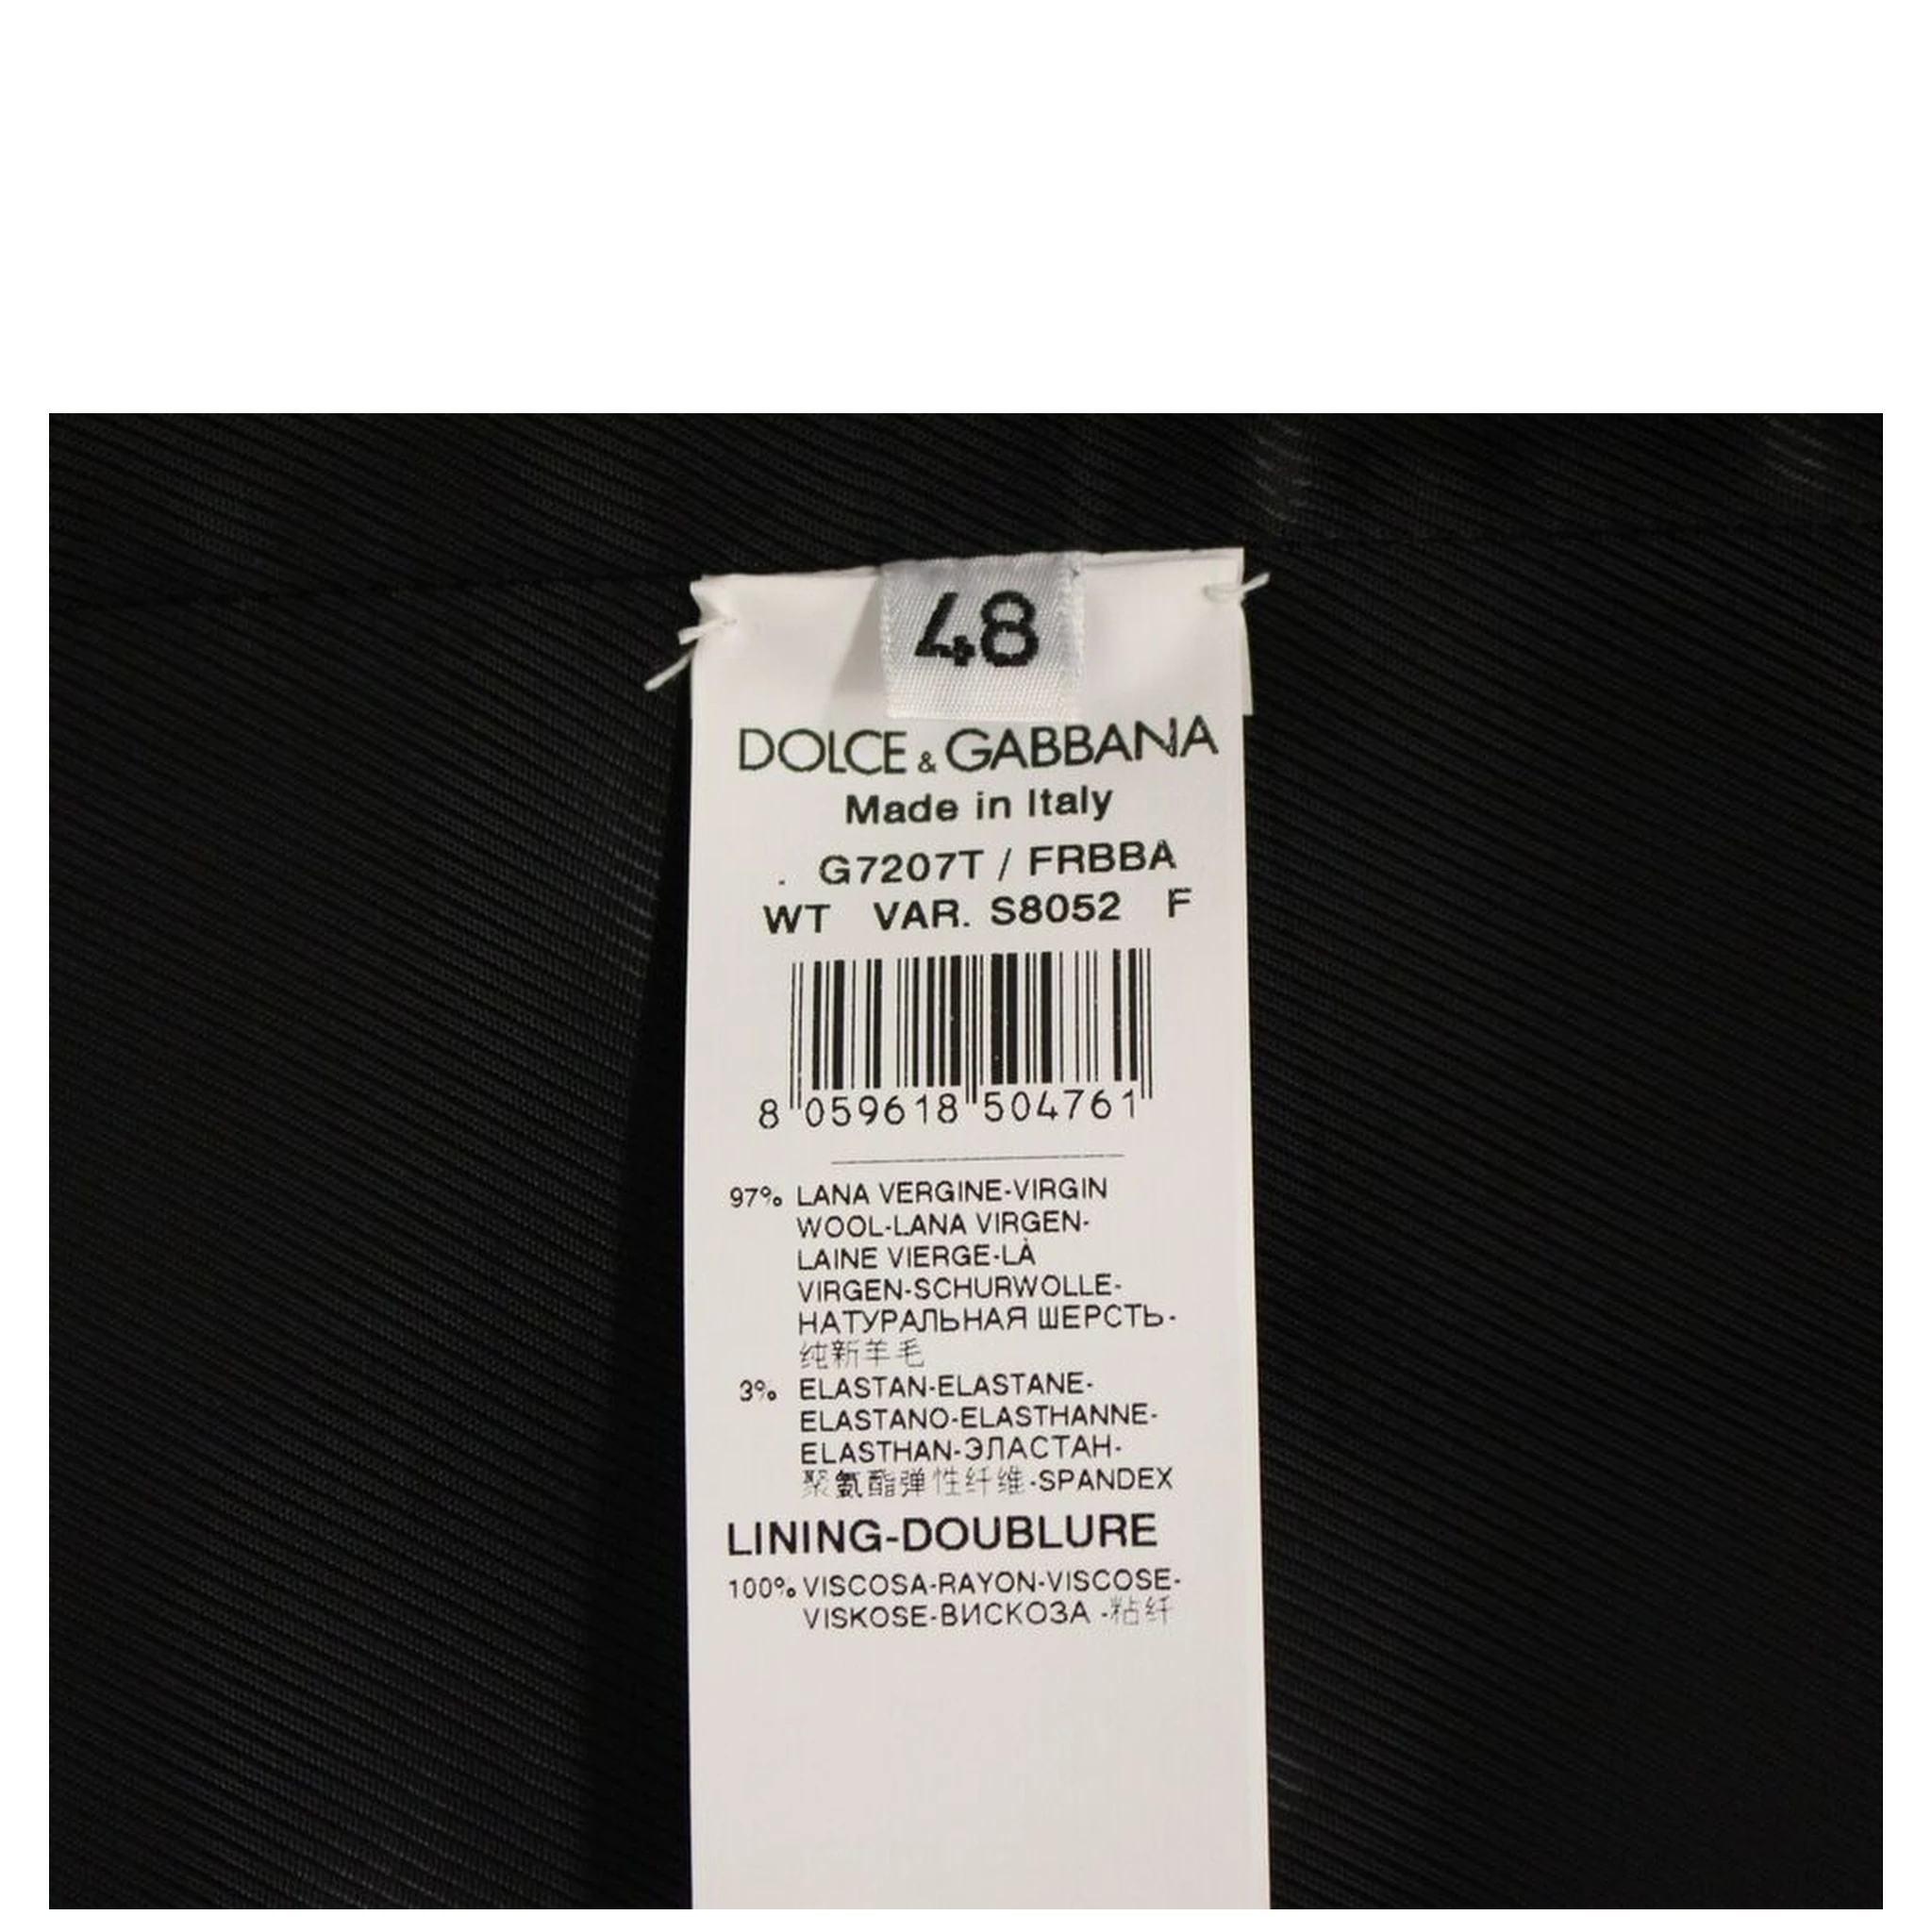 48
DOLCE & GABBANA
Made in Italy
. G7207T / FRBBA
WT VAR. S8052 F
8 059618 504761
97% LANA VERGINE-VIRGIN
WOOL-LANA VIRGEN-
LAINE VIERGE-LÀ
VIRGEN-SCHURWOLLE-
НАТУРАЛЬНАЯ ШЕРСТЬ-
纯新羊毛
3% ELASTAN-ELASTANE-
ELASTANO-ELASTHANNE-
ELASTHAN-ЭЛАСТАН-
聚氨酯弹性纤维-SPANDEX
LINING-DOUBLURE
100% VISCOSA-RAYON-VISCOSE-
VISKOSE-ВИСКОЗА -粘纤